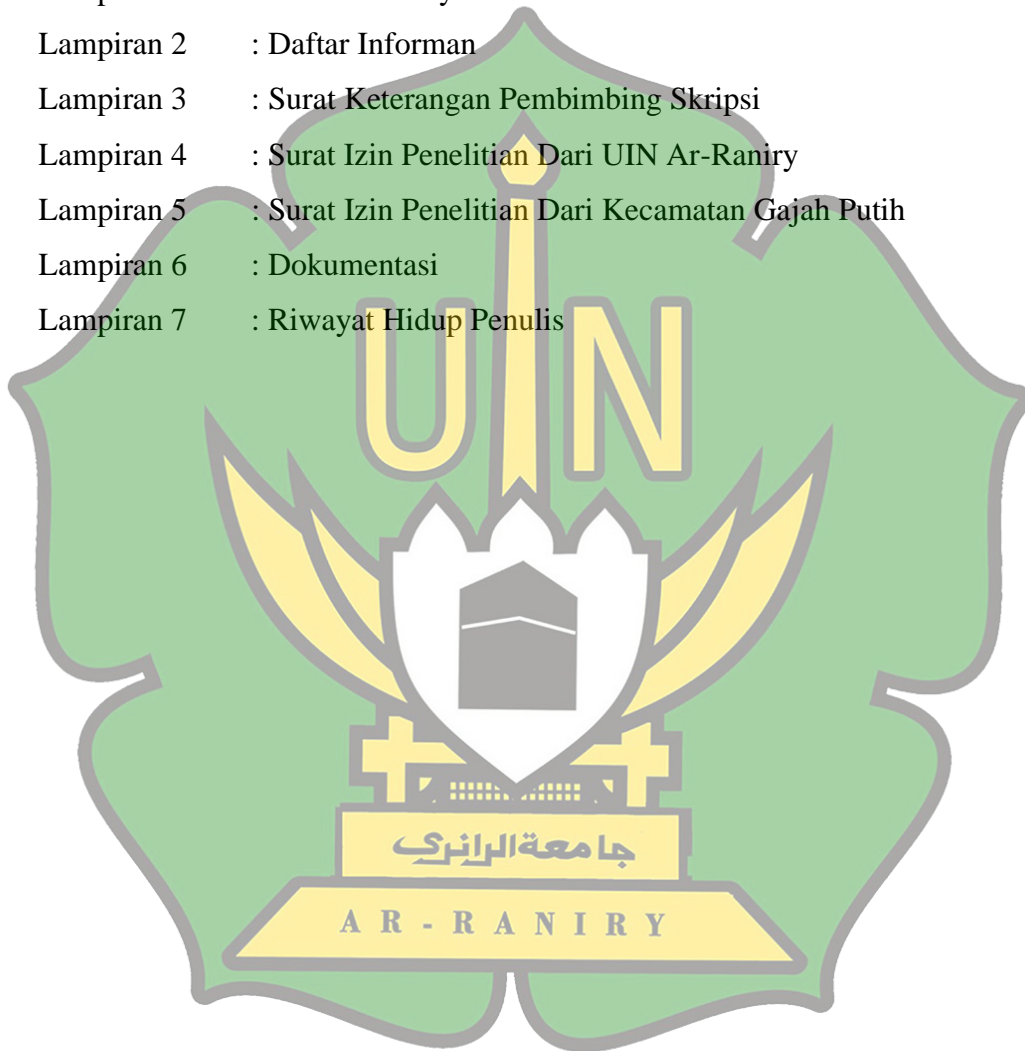 Lampiran 2 : Daftar Informan
Lampiran 3 : Surat Keterangan Pembimbing Skripsi
Lampiran 4 : Surat Izin Penelitian Dari UIN Ar-Raniry
Lampiran 5 : Surat Izin Penelitian Dari Kecamatan Gajah Putih
Lampiran 6 : Dokumentasi
Lampiran 7 : Riwayat Hidup Penulis
UIN
جامعةالرانري
AR-RANIRY